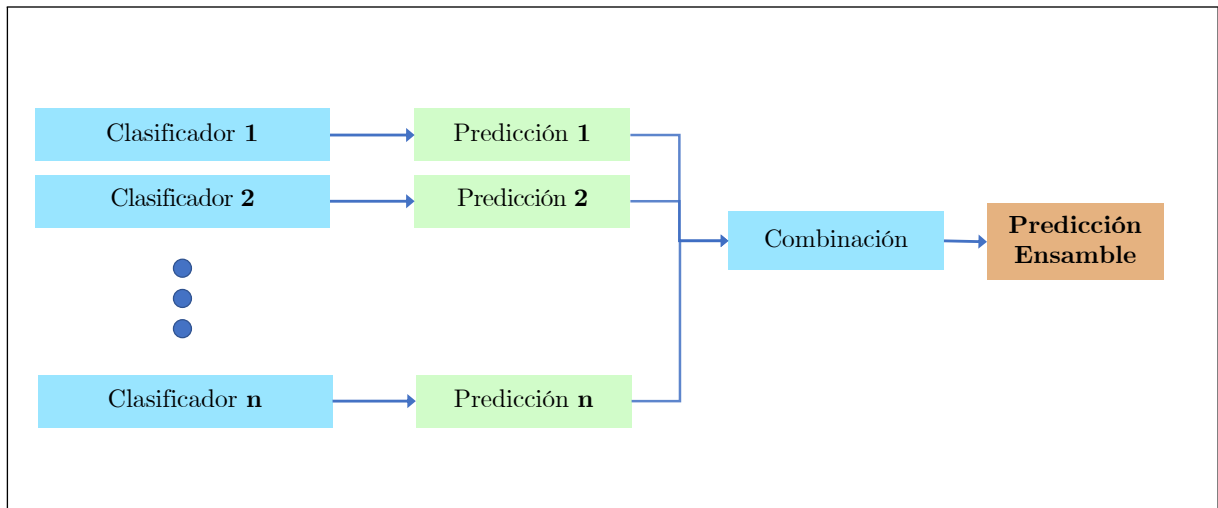 Clasificador 1
Predicción 1
Clasificador 2
Predicción 2
Combinación
Predicción
Ensamble
Clasificador n
Predicción n